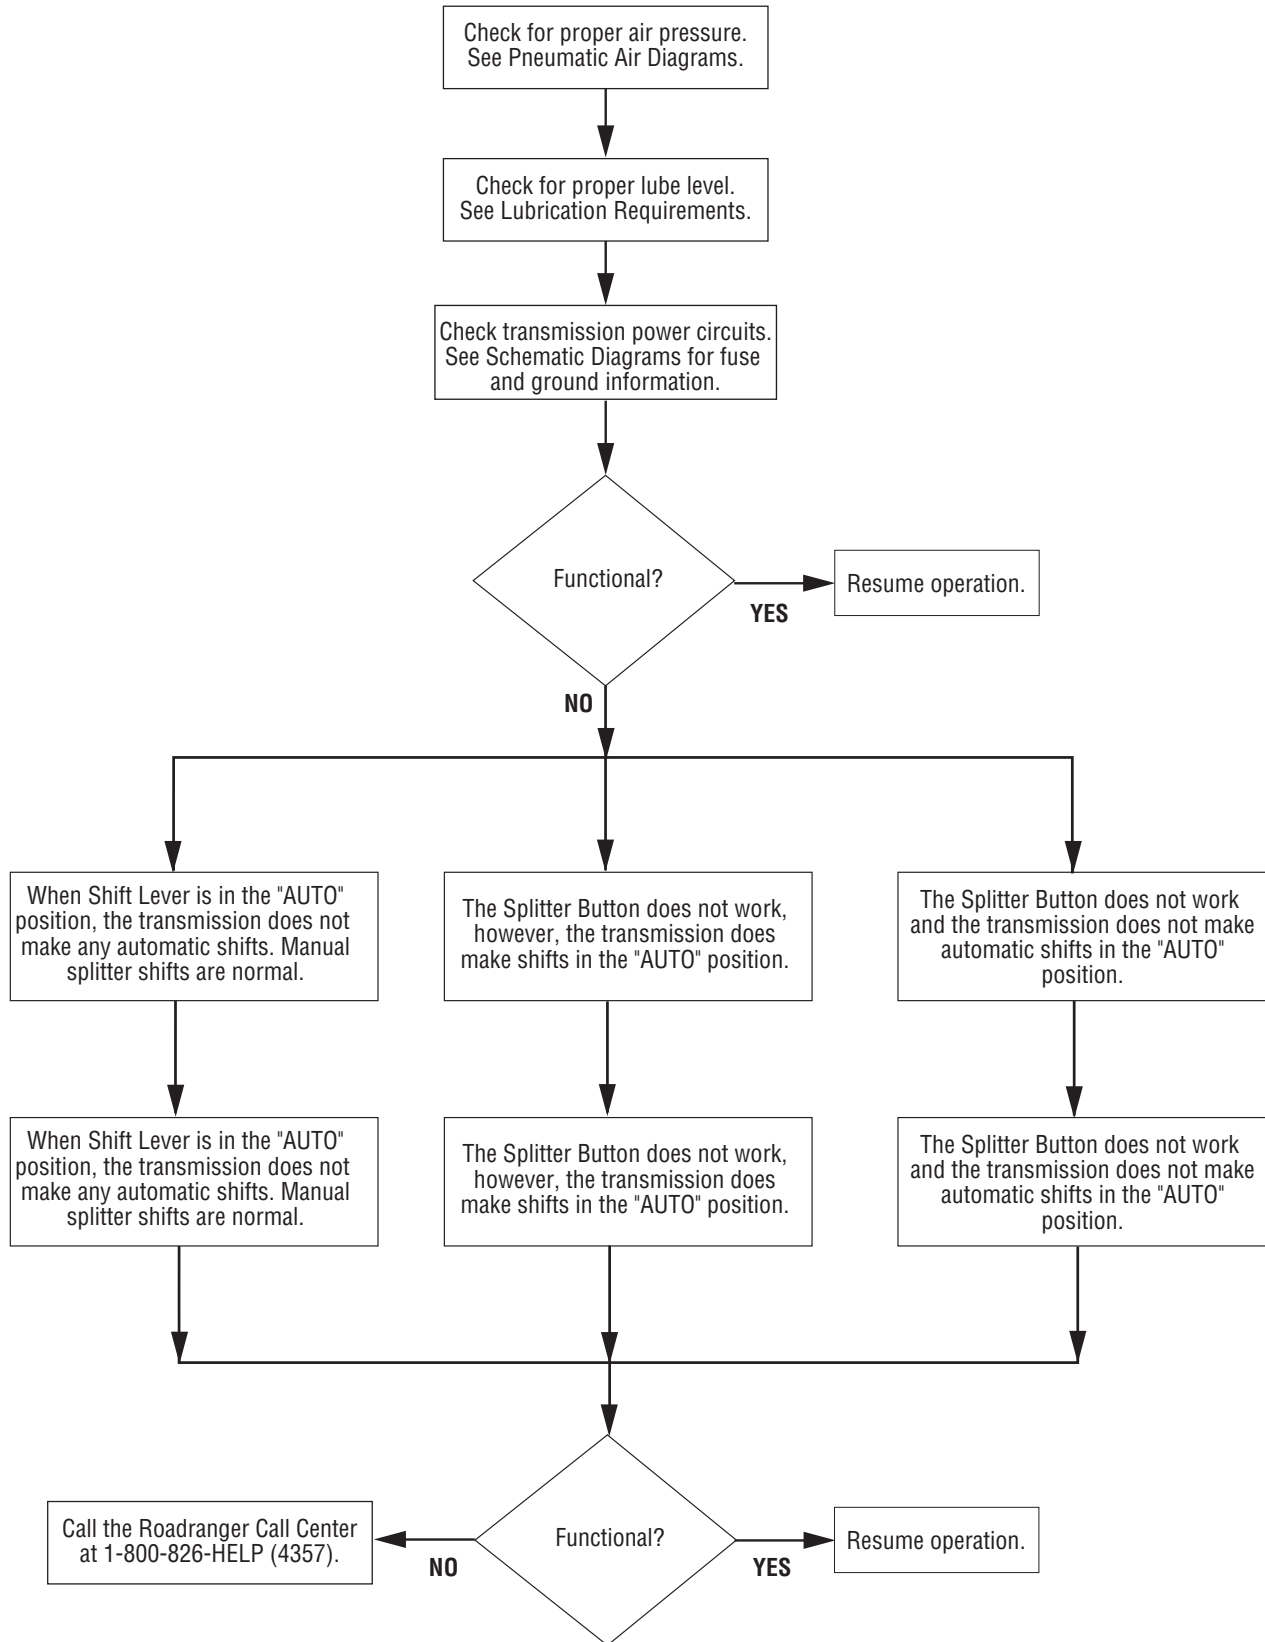 Check for proper air pressure.
See Pneumatic Air Diagrams.
Check for proper lube level.
See Lubrication Requirements.
Check transmission power circuits.
See Schematic Diagrams for fuse
and ground information.
Functional?
YES
Resume operation.
NO
When Shift Lever is in the "AUTO"
position, the transmission does not
make any automatic shifts. Manual
splitter shifts are normal.
The Splitter Button does not work,
however, the transmission does
make shifts in the "AUTO" position.
The Splitter Button does not work
and the transmission does not make
automatic shifts in the "AUTO"
position.
When Shift Lever is in the "AUTO"
position, the transmission does not
make any automatic shifts. Manual
splitter shifts are normal.
The Splitter Button does not work,
however, the transmission does
make shifts in the "AUTO" position.
The Splitter Button does not work
and the transmission does not make
automatic shifts in the "AUTO"
position.
Call the Roadranger Call Center
at 1-800-826-HELP (4357).
NO
Functional?
YES
Resume operation.